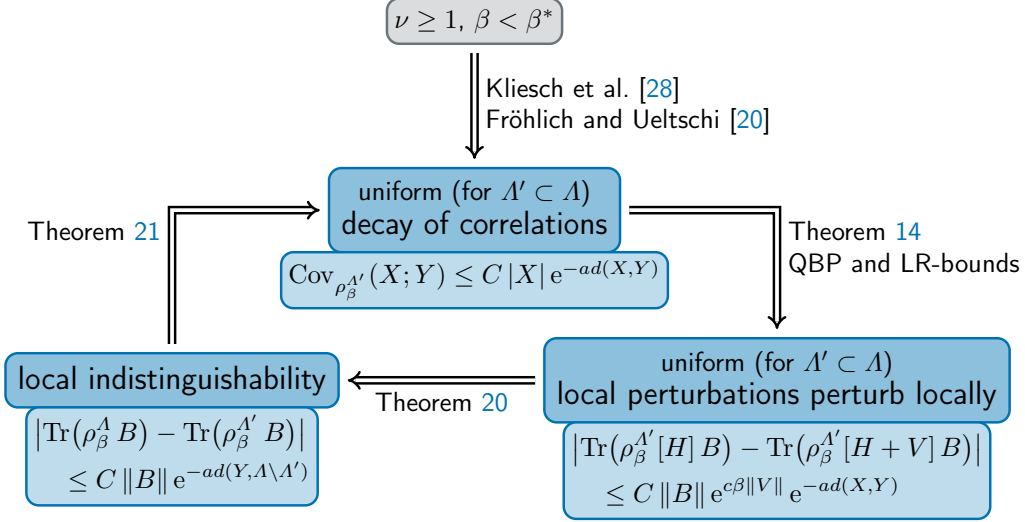 ν ≥ 1, β < β*
Kliesch et al. [28]
Fröhlich and Ueltschi [20]
uniform (for Λ′ ⊂ Λ)
decay of correlations
Cov_{ρ_β^{Λ′}}(X; Y) ≤ C |X| e^{−ad(X,Y)}
Theorem 21
Theorem 14
QBP and LR-bounds
local indistinguishability
|Tr(ρ_β^Λ B) − Tr(ρ_β^{Λ′} B)|
≤ C ‖B‖ e^{−ad(Y,Λ\Λ′)}
Theorem 20
uniform (for Λ′ ⊂ Λ)
local perturbations perturb locally
|Tr(ρ_β^{Λ′}[H] B) − Tr(ρ_β^{Λ′}[H + V] B)|
≤ C ‖B‖ e^{cβ‖V‖} e^{−ad(X,Y)}